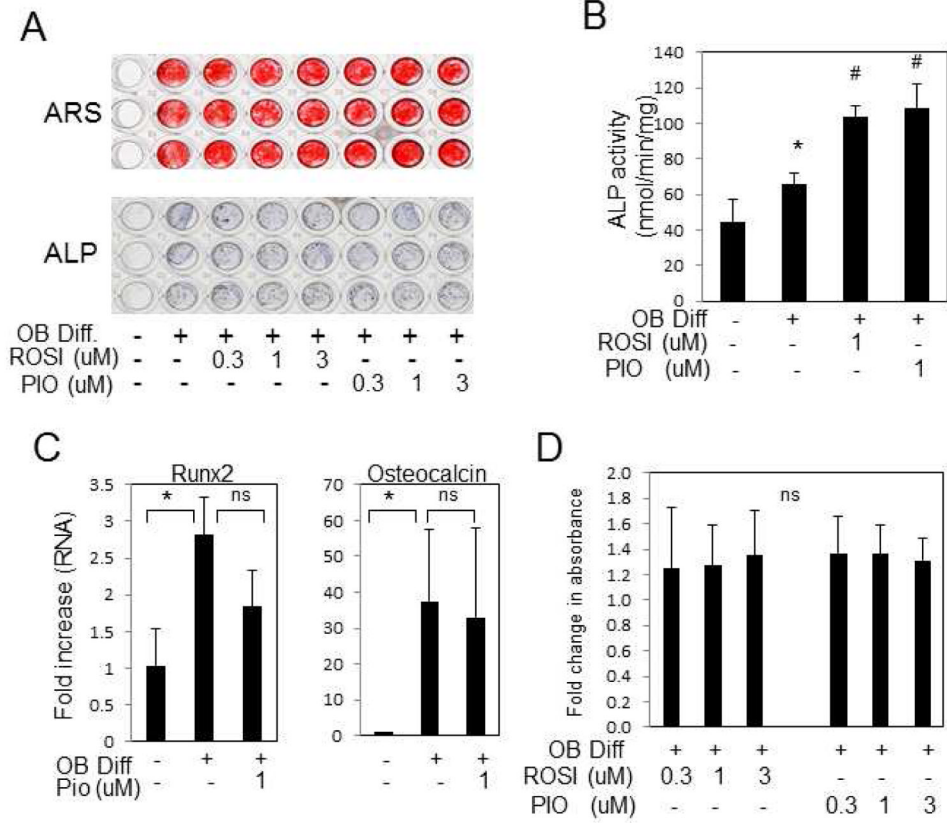 A
ARS
ALP
OB Diff. - + + + + + + +
ROSI (uM) - - 0.3 1 3 - - -
PIO (uM) - - - - - 0.3 1 3
B
ALP activity
(nmol/min/mg)
140
120
100
80
60
40
20
0
* # #
OB Diff - + + +
ROSI (uM) - - 1 -
PIO (uM) - - - 1
C
Runx2
Fold increase (RNA)
3.5
3
2.5
2
1.5
1
0.5
0
* ns
OB Diff - + +
Pio (uM) 1
Osteocalcin
70
60
50
40
30
20
10
0
* ns
- + +
1
D
Fold change in absorbance
2.0
1.8
1.6
1.4
1.2
1.0
0.8
0.6
0.4
0.2
0.0
ns
OB Diff + + + + + +
ROSI (uM) 0.3 1 3 - - -
PIO (uM) - - - 0.3 1 3